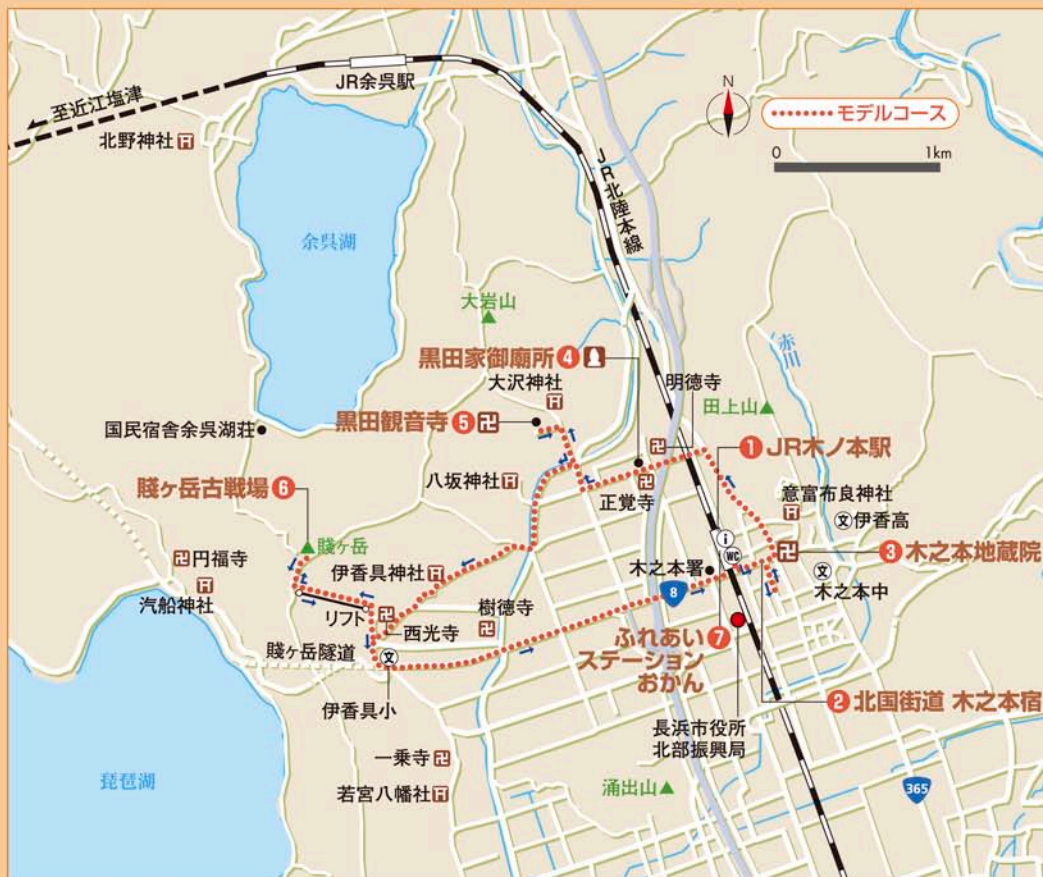 JR余呉駅
至近江塩津
北野神社
N
モデルコース
0 1km
JR北陸本線
余呉湖
大岩山
赤川
黒田家御廟所 4
大沢神社
明徳寺
田上山
国民宿舎余呉湖荘
黒田観音寺 5
1 JR木ノ本駅
八坂神社
正覚寺
意富布良神社
賤ヶ岳古戦場 6
文 伊香高
賤ヶ岳
i
WC
3 木之本地蔵院
円福寺
伊香具神社
木之本署
文
木之本中
汽船神社
8
リフト
樹徳寺
西光寺
ふれあい 7
ステーション
おかん
賤ヶ岳隧道
文
2 北国街道 木之本宿
伊香具小
長浜市役所
北部振興局
一乗寺
琵琶湖
若宮八幡社
涌出山
365